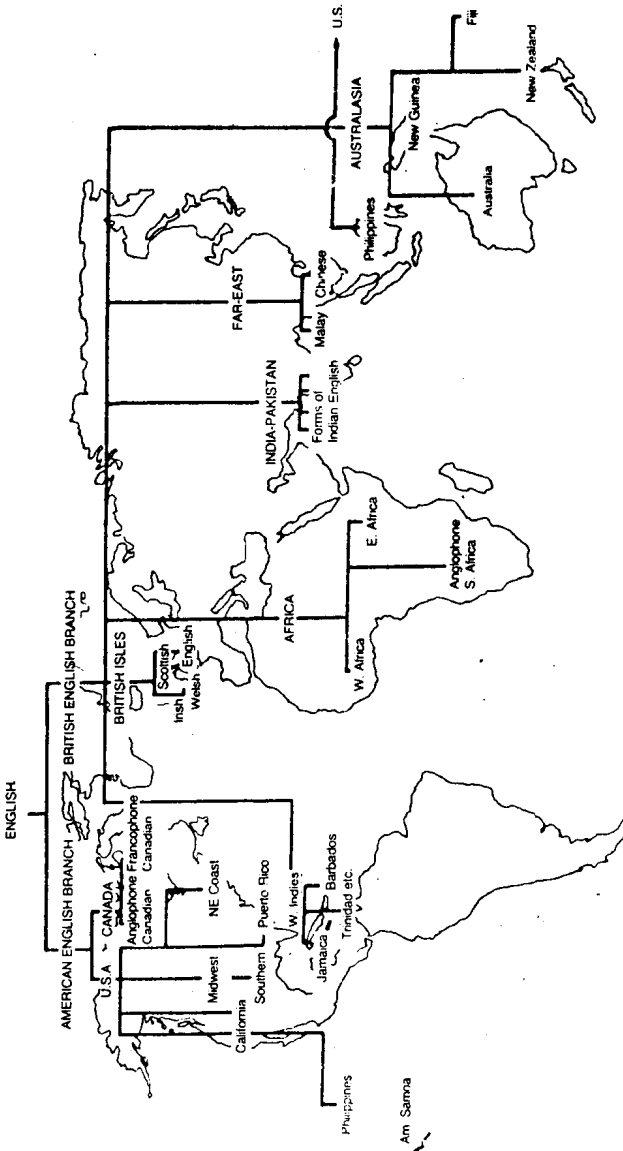 ENGLISH
AMERICAN ENGLISH BRANCH
BRITISH ENGLISH BRANCH
U.S.A
CANADA
Anglophone
Canadian
Francophone
Canadian
California
Midwest
Southern
NE Coast
Puerto Rico
Philippines
Am Samoa
W. Indies
Jamaica
Barbados
Trinidad etc.
BRITISH ISLES
Irish
Scottish
Welsh
English
AFRICA
W. Africa
E. Africa
Anglophone
S. Africa
INDIA-PAKISTAN
Forms of
Indian English
FAR-EAST
Malay
Chinese
Philippines
U.S.
AUSTRALASIA
New Guinea
Australia
Fiji
New Zealand